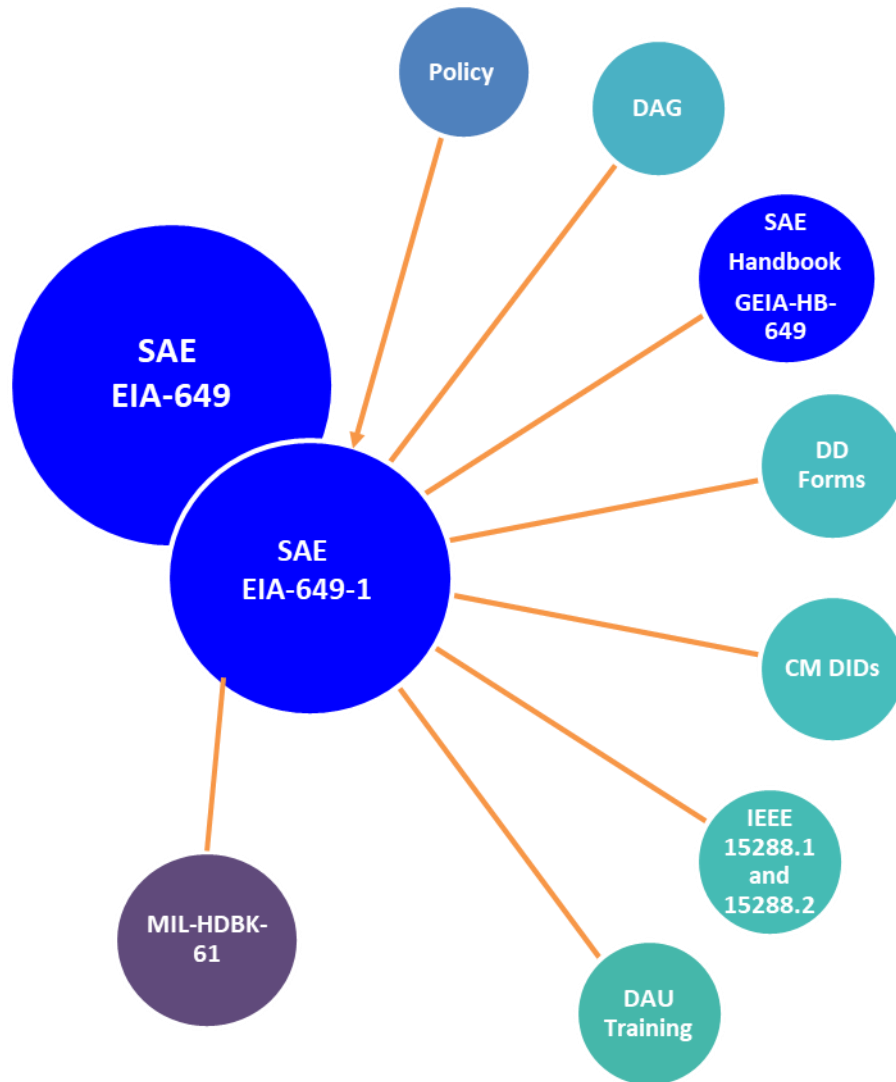 Policy
DAG
SAE
Handbook
GEIA-HB-
649
SAE
EIA-649
DD
Forms
SAE
EIA-649-1
CM DIDs
IEEE
15288.1
and
15288.2
MIL-HDBK-
61
DAU
Training